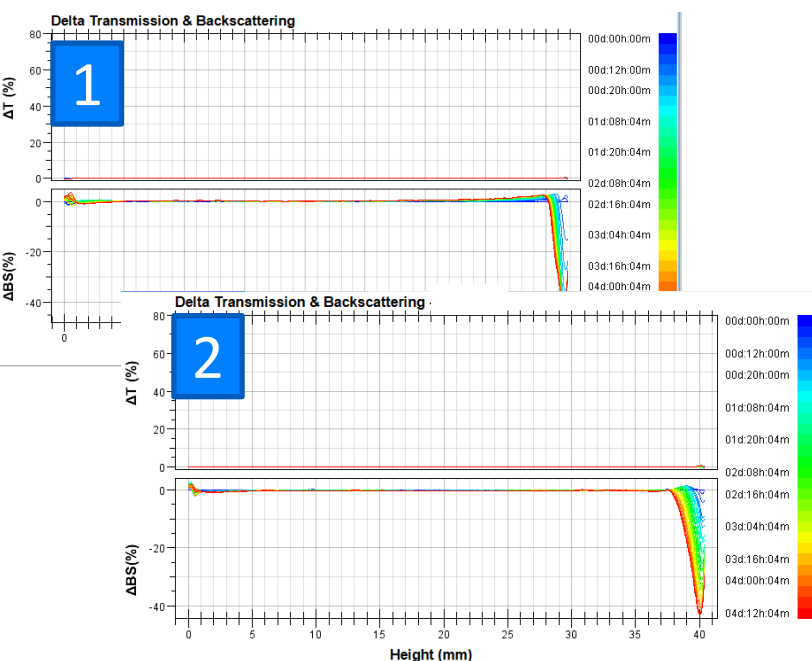 Delta Transmission & Backscattering
1
80
60
40
20
0
ΔT (%)
0
-20
-40
ΔBS(%)
0
00d:00h:00m
00d:12h:00m
00d:20h:00m
01d:08h:04m
01d:20h:04m
02d:08h:04m
02d:16h:04m
03d:04h:04m
03d:16h:04m
04d:00h:04m
Delta Transmission & Backscattering
2
80
60
40
20
0
ΔT (%)
0
-20
-40
ΔBS(%)
0 5 10 15 20 25 30 35 40
Height (mm)
00d:00h:00m
00d:12h:00m
00d:20h:00m
01d:08h:04m
01d:20h:04m
02d:08h:04m
02d:16h:04m
03d:04h:04m
03d:16h:04m
04d:00h:04m
04d:12h:04m